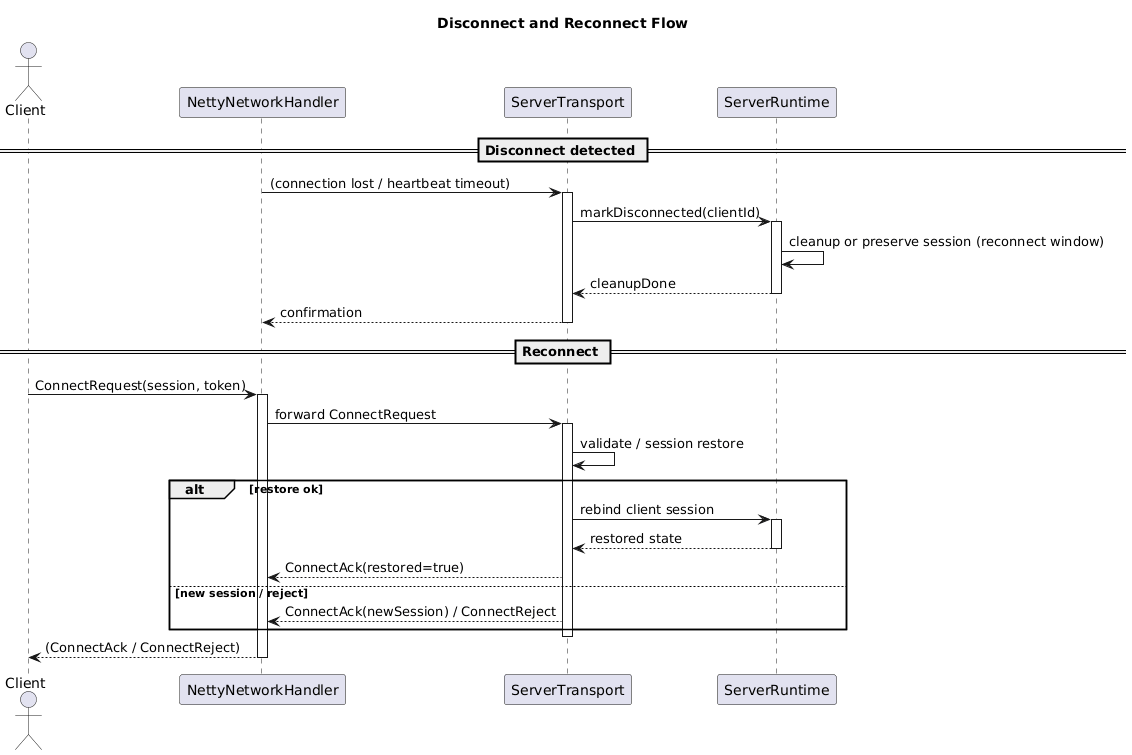 Disconnect and Reconnect Flow
Client
NettyNetworkHandler
ServerTransport
ServerRuntime
Disconnect detected
(connection lost / heartbeat timeout)
markDisconnected(clientId)
cleanup or preserve session (reconnect window)
cleanupDone
confirmation
Reconnect
ConnectRequest(session, token)
forward ConnectRequest
validate / session restore
alt
[restore ok]
rebind client session
restored state
ConnectAck(restored=true)
[new session / reject]
ConnectAck(newSession) / ConnectReject
(ConnectAck / ConnectReject)
Client
NettyNetworkHandler
ServerTransport
ServerRuntime